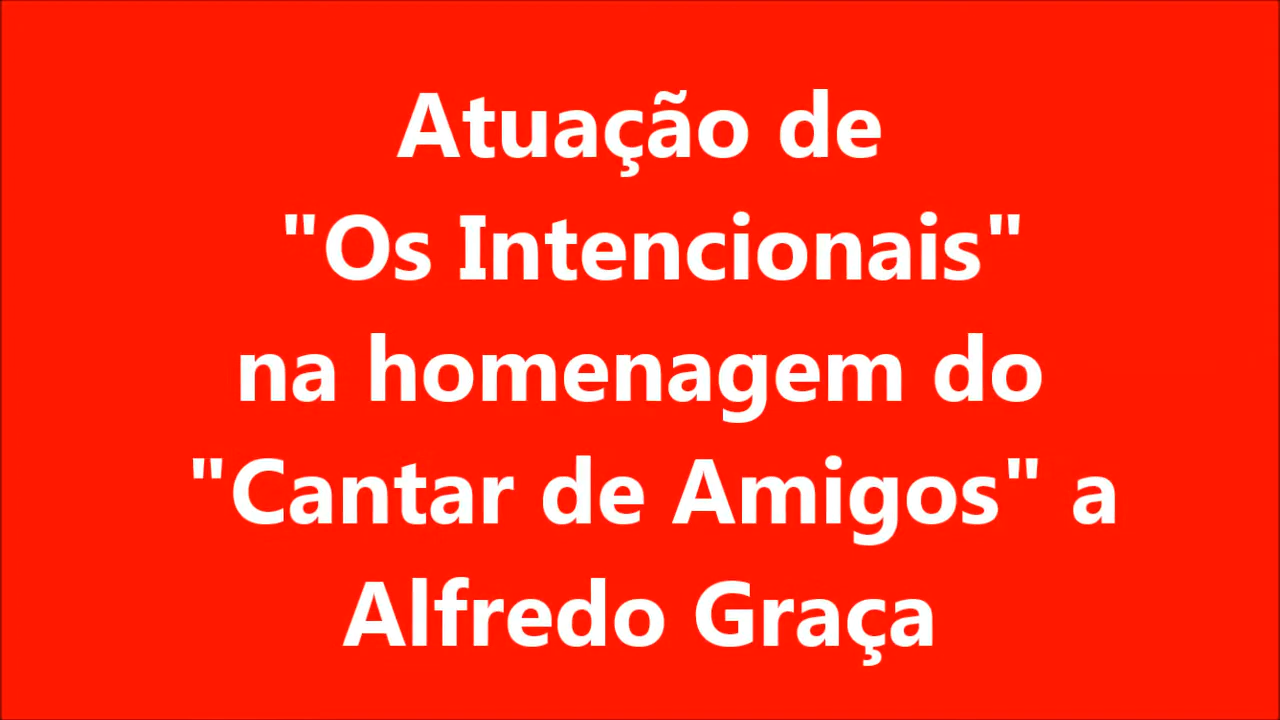 Atuação de
"Os Intencionais"
na homenagem do
"Cantar de Amigos" a
Alfredo Graça